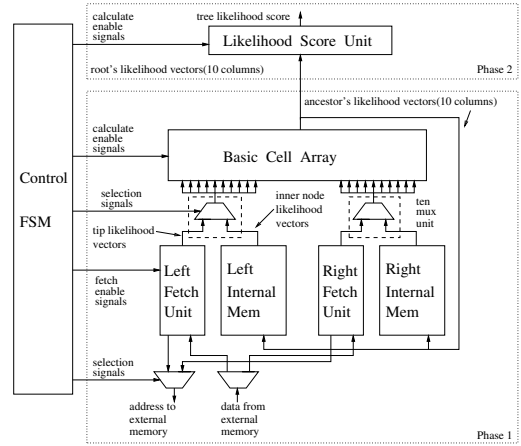 calculate
enable
signals
tree likelihood score
Likelihood Score Unit
root's likelihood vectors(10 columns)
Phase 2
ancestor's likelihood vectors(10 columns)
calculate
enable
signals
Basic Cell Array
Control
FSM
selection
signals
inner node
likelihood
vectors
ten
mux
unit
tip likelihood
vectors
Left
Fetch
Unit
Left
Internal
Mem
Right
Fetch
Unit
Right
Internal
Mem
fetch
enable
signals
selection
signals
address to
external
memory
data from
external
memory
Phase 1